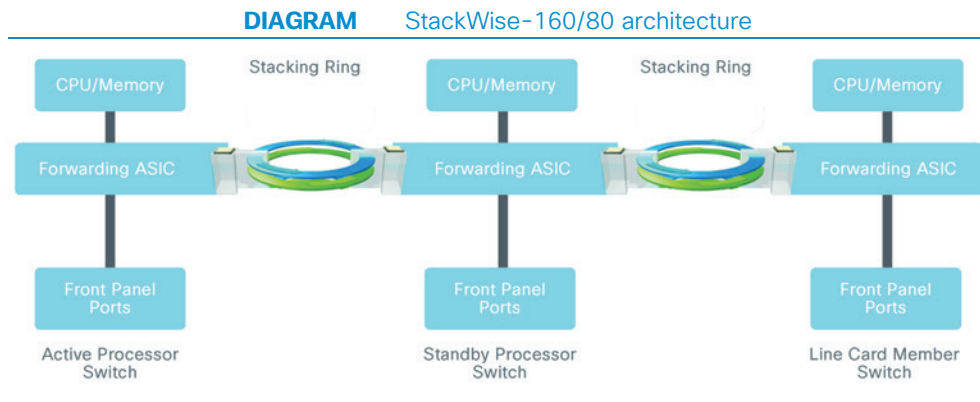 DIAGRAM StackWise-160/80 architecture
CPU/Memory
Stacking Ring
CPU/Memory
Stacking Ring
CPU/Memory
Forwarding ASIC
Forwarding ASIC
Forwarding ASIC
Front Panel
Ports
Front Panel
Ports
Front Panel
Ports
Active Processor
Switch
Standby Processor
Switch
Line Card Member
Switch